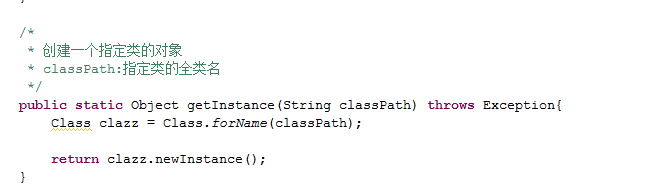 /*
 * 创建一个指定类的对象
 * classPath:指定类的全类名
 */
public static Object getInstance(String classPath) throws Exception{
    Class clazz = Class.forName(classPath);

    return clazz.newInstance();
}